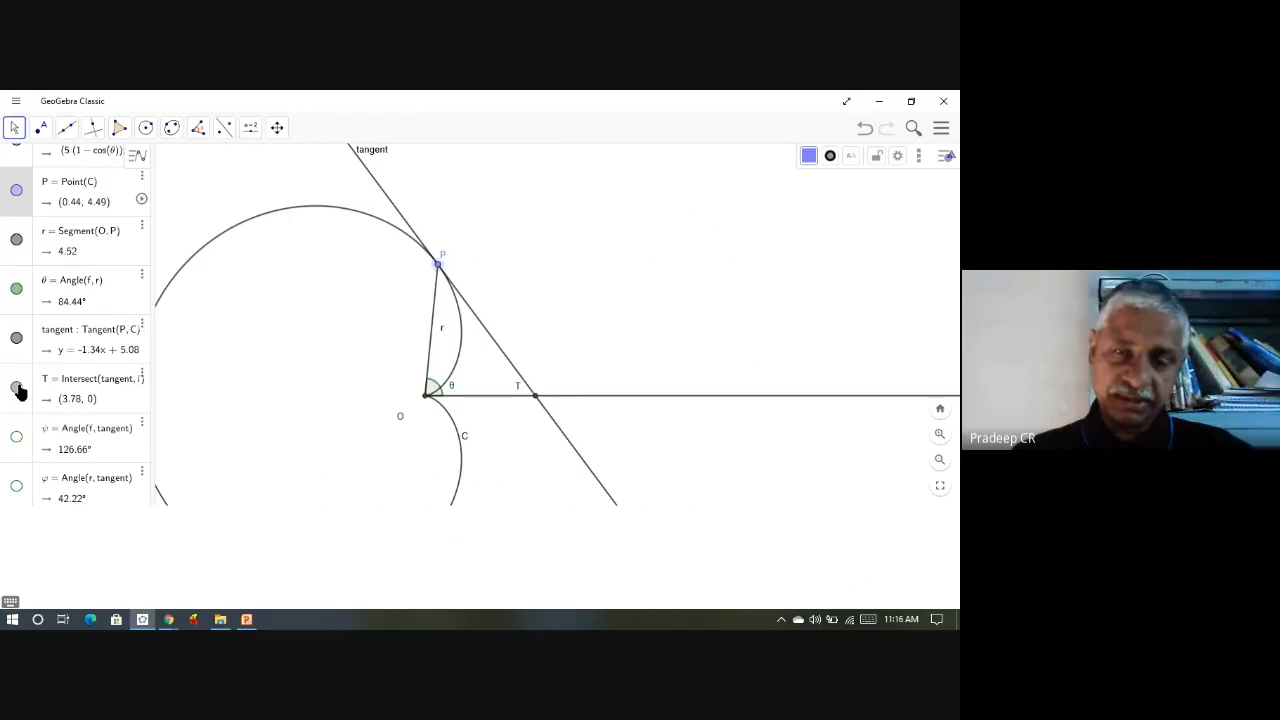 GeoGebra Classic
a=2
AA
→ (5 (1 − cos(θ));
P = Point(C)
→ (0.44, 4.49)
r = Segment(O, P)
→ 4.52
θ = Angle(f, r)
→ 84.44°
tangent : Tangent(P, C)
→ y = -1.34x + 5.08
T = Intersect(tangent,
→ (3.78, 0)
ψ = Angle(f, tangent)
→ 126.66°
φ = Angle(r, tangent)
→ 42.22°
tangent
P
r
θ
T
O
C
Pradeep CR
11:16 AM